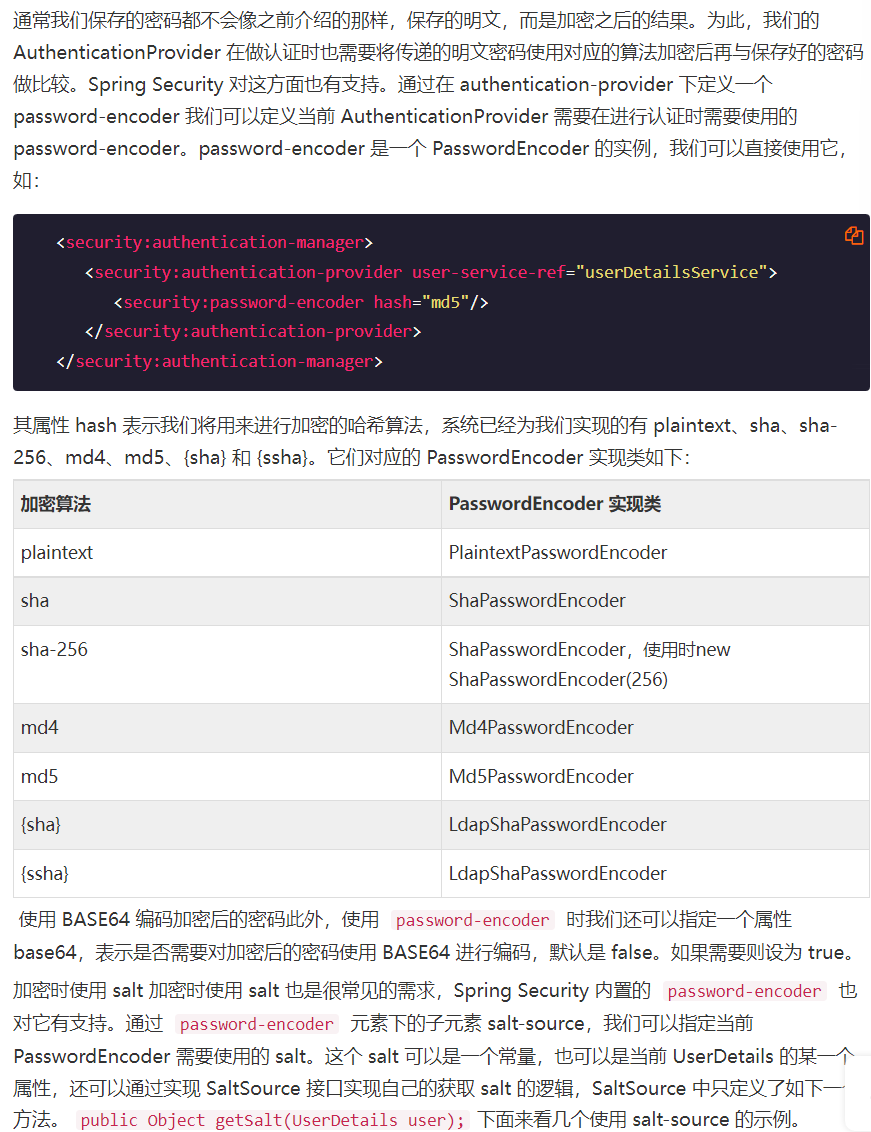 通常我们保存的密码都不会像之前介绍的那样，保存的明文，而是加密之后的结果。为此，我们的
AuthenticationProvider 在做认证时也需要将传递的明文密码使用对应的算法加密后再与保存好的密码
做比较。Spring Security 对这方面也有支持。通过在 authentication-provider 下定义一个
password-encoder 我们可以定义当前 AuthenticationProvider 需要在进行认证时需要使用的
password-encoder。password-encoder 是一个 PasswordEncoder 的实例，我们可以直接使用它，
如：
<security:authentication-manager>
<security:authentication-provider user-service-ref="userDetailsService">
<security:password-encoder hash="md5"/>
</security:authentication-provider>
</security:authentication-manager>
其属性 hash 表示我们将用来进行加密的哈希算法，系统已经为我们实现的有 plaintext、sha、sha-
256、md4、md5、{sha} 和 {ssha}。它们对应的 PasswordEncoder 实现类如下：
加密算法 PasswordEncoder 实现类
plaintext PlaintextPasswordEncoder
sha ShaPasswordEncoder
sha-256 ShaPasswordEncoder，使用时new
ShaPasswordEncoder(256)
md4 Md4PasswordEncoder
md5 Md5PasswordEncoder
{sha} LdapShaPasswordEncoder
{ssha} LdapShaPasswordEncoder
使用 BASE64 编码加密后的密码此外，使用 password-encoder 时我们还可以指定一个属性
base64，表示是否需要对加密后的密码使用 BASE64 进行编码，默认是 false。如果需要则设为 true。
加密时使用 salt 加密时使用 salt 也是很常见的需求，Spring Security 内置的 password-encoder 也
对它有支持。通过 password-encoder 元素下的子元素 salt-source，我们可以指定当前
PasswordEncoder 需要使用的 salt。这个 salt 可以是一个常量，也可以是当前 UserDetails 的某一个
属性，还可以通过实现 SaltSource 接口实现自己的获取 salt 的逻辑，SaltSource 中只定义了如下一个
方法。 public Object getSalt(UserDetails user); 下面来看几个使用 salt-source 的示例。